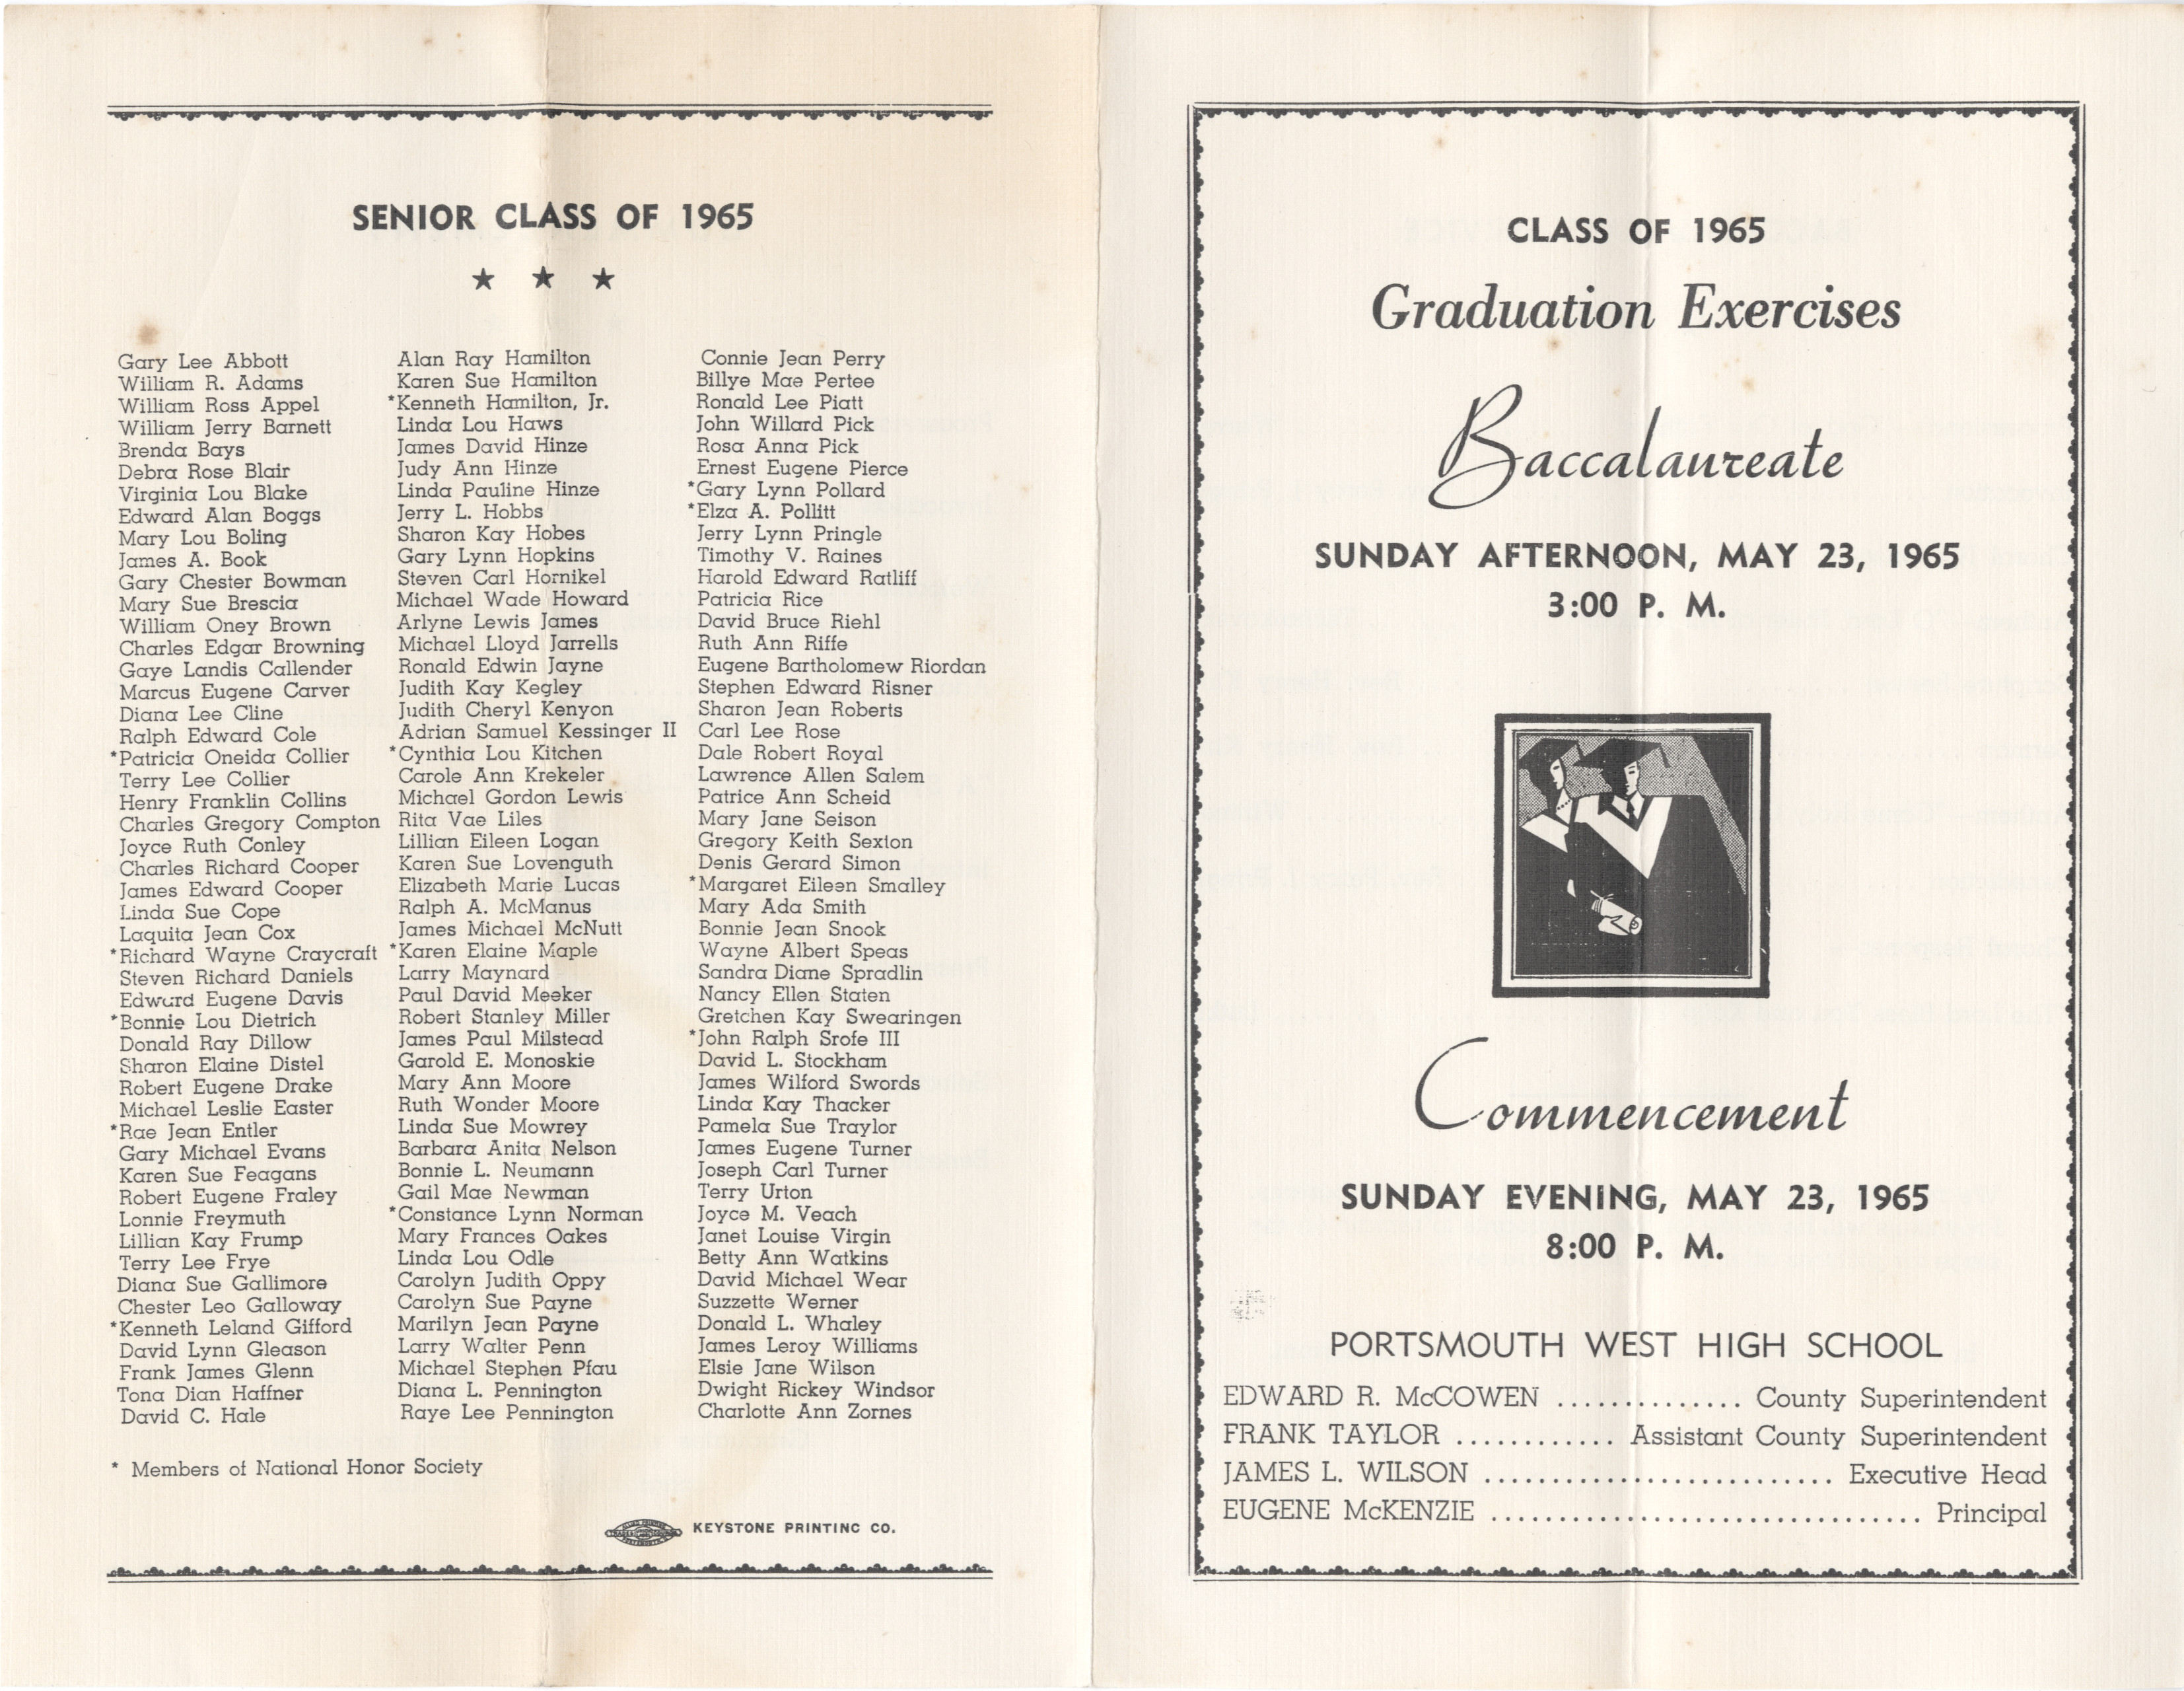 SENIOR CLASS OF 1965
★ ★ ★
Gary Lee Abbott
William R. Adams
William Ross Appel
William Jerry Barnett
Brenda Bays
Debra Rose Blair
Virginia Lou Blake
Edward Alan Boggs
Mary Lou Boling
James A. Book
Gary Chester Bowman
Mary Sue Brescia
William Oney Brown
Charles Edgar Browning
Gaye Landis Callender
Marcus Eugene Carver
Diana Lee Cline
Ralph Edward Cole
*Patricia Oneida Collier
Terry Lee Collier
Henry Franklin Collins
Charles Gregory Compton
Joyce Ruth Conley
Charles Richard Cooper
James Edward Cooper
Linda Sue Cope
Laquita Jean Cox
*Richard Wayne Craycraft
Steven Richard Daniels
Edward Eugene Davis
*Bonnie Lou Dietrich
Donald Ray Dillow
Sharon Elaine Distel
Robert Eugene Drake
Michael Leslie Easter
*Rae Jean Entler
Gary Michael Evans
Karen Sue Feagans
Robert Eugene Fraley
Lonnie Freymuth
Lillian Kay Frump
Terry Lee Frye
Diana Sue Gallimore
Chester Leo Galloway
*Kenneth Leland Gifford
David Lynn Gleason
Frank James Glenn
Tona Dian Haffner
David C. Hale
Alan Ray Hamilton
Karen Sue Hamilton
*Kenneth Hamilton, Jr.
Linda Lou Haws
James David Hinze
Judy Ann Hinze
Linda Pauline Hinze
Jerry L. Hobbs
Sharon Kay Hobes
Gary Lynn Hopkins
Steven Carl Hornikel
Michael Wade Howard
Arlyne Lewis James
Michael Lloyd Jarrells
Ronald Edwin Jayne
Judith Kay Kegley
Judith Cheryl Kenyon
Adrian Samuel Kessinger II
*Cynthia Lou Kitchen
Carole Ann Krekeler
Michael Gordon Lewis
Rita Vae Liles
Lillian Eileen Logan
Karen Sue Lovenguth
Elizabeth Marie Lucas
Ralph A. McManus
James Michael McNutt
*Karen Elaine Maple
Larry Maynard
Paul David Meeker
Robert Stanley Miller
James Paul Milstead
Garold E. Monoskie
Mary Ann Moore
Ruth Wonder Moore
Linda Sue Mowrey
Barbara Anita Nelson
Bonnie L. Neumann
Gail Mae Newman
*Constance Lynn Norman
Mary Frances Oakes
Linda Lou Odle
Carolyn Judith Oppy
Carolyn Sue Payne
Marilyn Jean Payne
Larry Walter Penn
Michael Stephen Pfau
Diana L. Pennington
Raye Lee Pennington
Connie Jean Perry
Billye Mae Pertee
Ronald Lee Piatt
John Willard Pick
Rosa Anna Pick
Ernest Eugene Pierce
*Gary Lynn Pollard
*Elza A. Pollitt
Jerry Lynn Pringle
Timothy V. Raines
Harold Edward Ratliff
Patricia Rice
David Bruce Riehl
Ruth Ann Riffe
Eugene Bartholomew Riordan
Stephen Edward Risner
Sharon Jean Roberts
Carl Lee Rose
Dale Robert Royal
Lawrence Allen Salem
Patrice Ann Scheid
Mary Jane Seison
Gregory Keith Sexton
Denis Gerard Simon
*Margaret Eileen Smalley
Mary Ada Smith
Bonnie Jean Snook
Wayne Albert Speas
Sandra Diane Spradlin
Nancy Ellen Staten
Gretchen Kay Swearingen
*John Ralph Srofe III
David L. Stockham
James Wilford Swords
Linda Kay Thacker
Pamela Sue Traylor
James Eugene Turner
Joseph Carl Turner
Terry Urton
Joyce M. Veach
Janet Louise Virgin
Betty Ann Watkins
David Michael Wear
Suzzette Werner
Donald L. Whaley
James Leroy Williams
Elsie Jane Wilson
Dwight Rickey Windsor
Charlotte Ann Zornes
* Members of National Honor Society
KEYSTONE PRINTING CO.
CLASS OF 1965
Graduation Exercises
Baccalaureate
SUNDAY AFTERNOON, MAY 23, 1965
3:00 P. M.
Commencement
SUNDAY EVENING, MAY 23, 1965
8:00 P. M.
PORTSMOUTH WEST HIGH SCHOOL
EDWARD R. McCOWEN .............. County Superintendent
FRANK TAYLOR ............ Assistant County Superintendent
JAMES L. WILSON .......................... Executive Head
EUGENE McKENZIE ................................ Principal